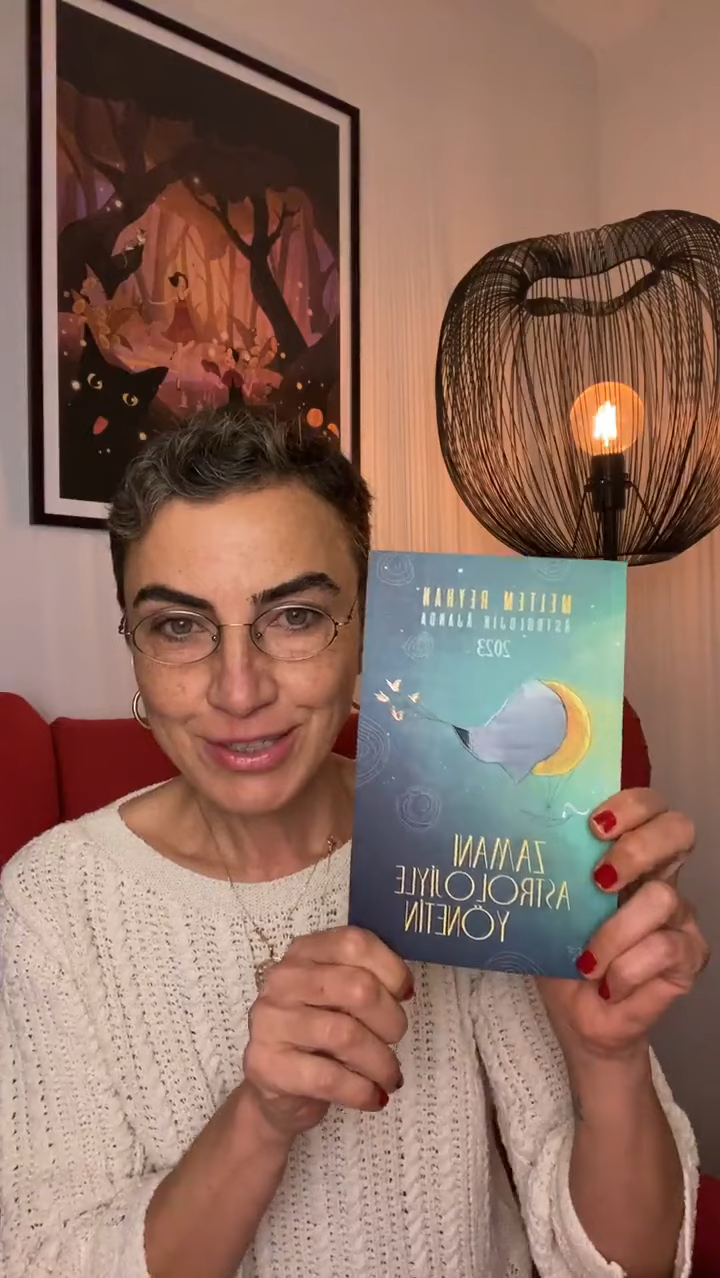 MELTEM REYHAN
ASTROLOJİK AJANDA
2023
ZAMANI
ASTROLOJİYLE
YÖNETİN